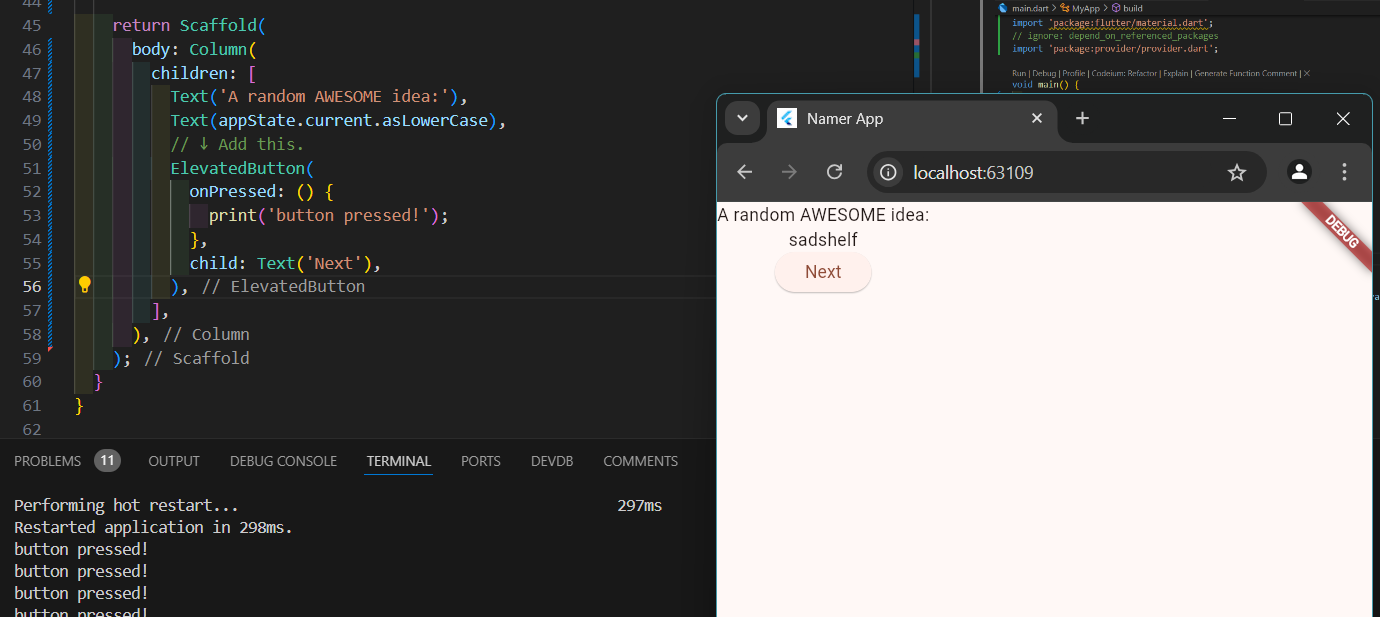 44
45 return Scaffold(
46 body: Column(
47 children: [
48 Text('A random AWESOME idea:'),
49 Text(appState.current.asLowerCase),
50 // ↓ Add this.
51 ElevatedButton(
52 onPressed: () {
53 print('button pressed!');
54 },
55 child: Text('Next'),
56 ), // ElevatedButton
57 ],
58 ), // Column
59 ); // Scaffold
60 }
61 }
62
PROBLEMS 11 OUTPUT DEBUG CONSOLE TERMINAL PORTS DEVDB COMMENTS
Performing hot restart... 297ms
Restarted application in 298ms.
button pressed!
button pressed!
button pressed!
button pressed!
main.dart > MyApp > build
import 'package:flutter/material.dart';
// ignore: depend_on_referenced_packages
import 'package:provider/provider.dart';
Run | Debug | Profile | Codeium: Refactor | Explain | Generate Function Comment | X
void main() {
Namer App
localhost:63109
A random AWESOME idea:
sadshelf
Next
DEBUG